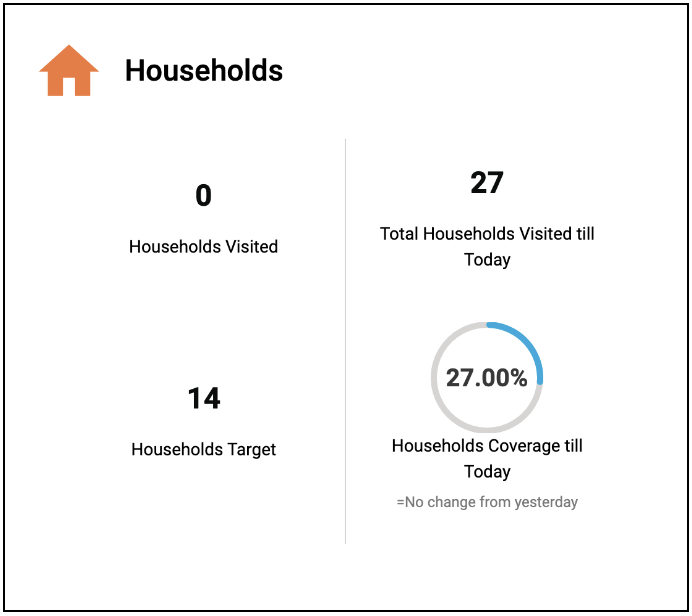 Households
0
Households Visited
14
Households Target
27
Total Households Visited till
Today
27.00%
Households Coverage till
Today
=No change from yesterday